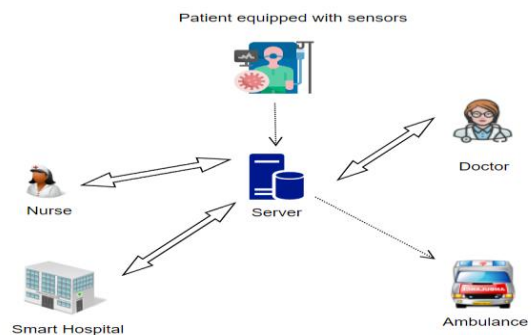 Patient equipped with sensors
Doctor
Nurse
Server
Smart Hospital
Ambulance